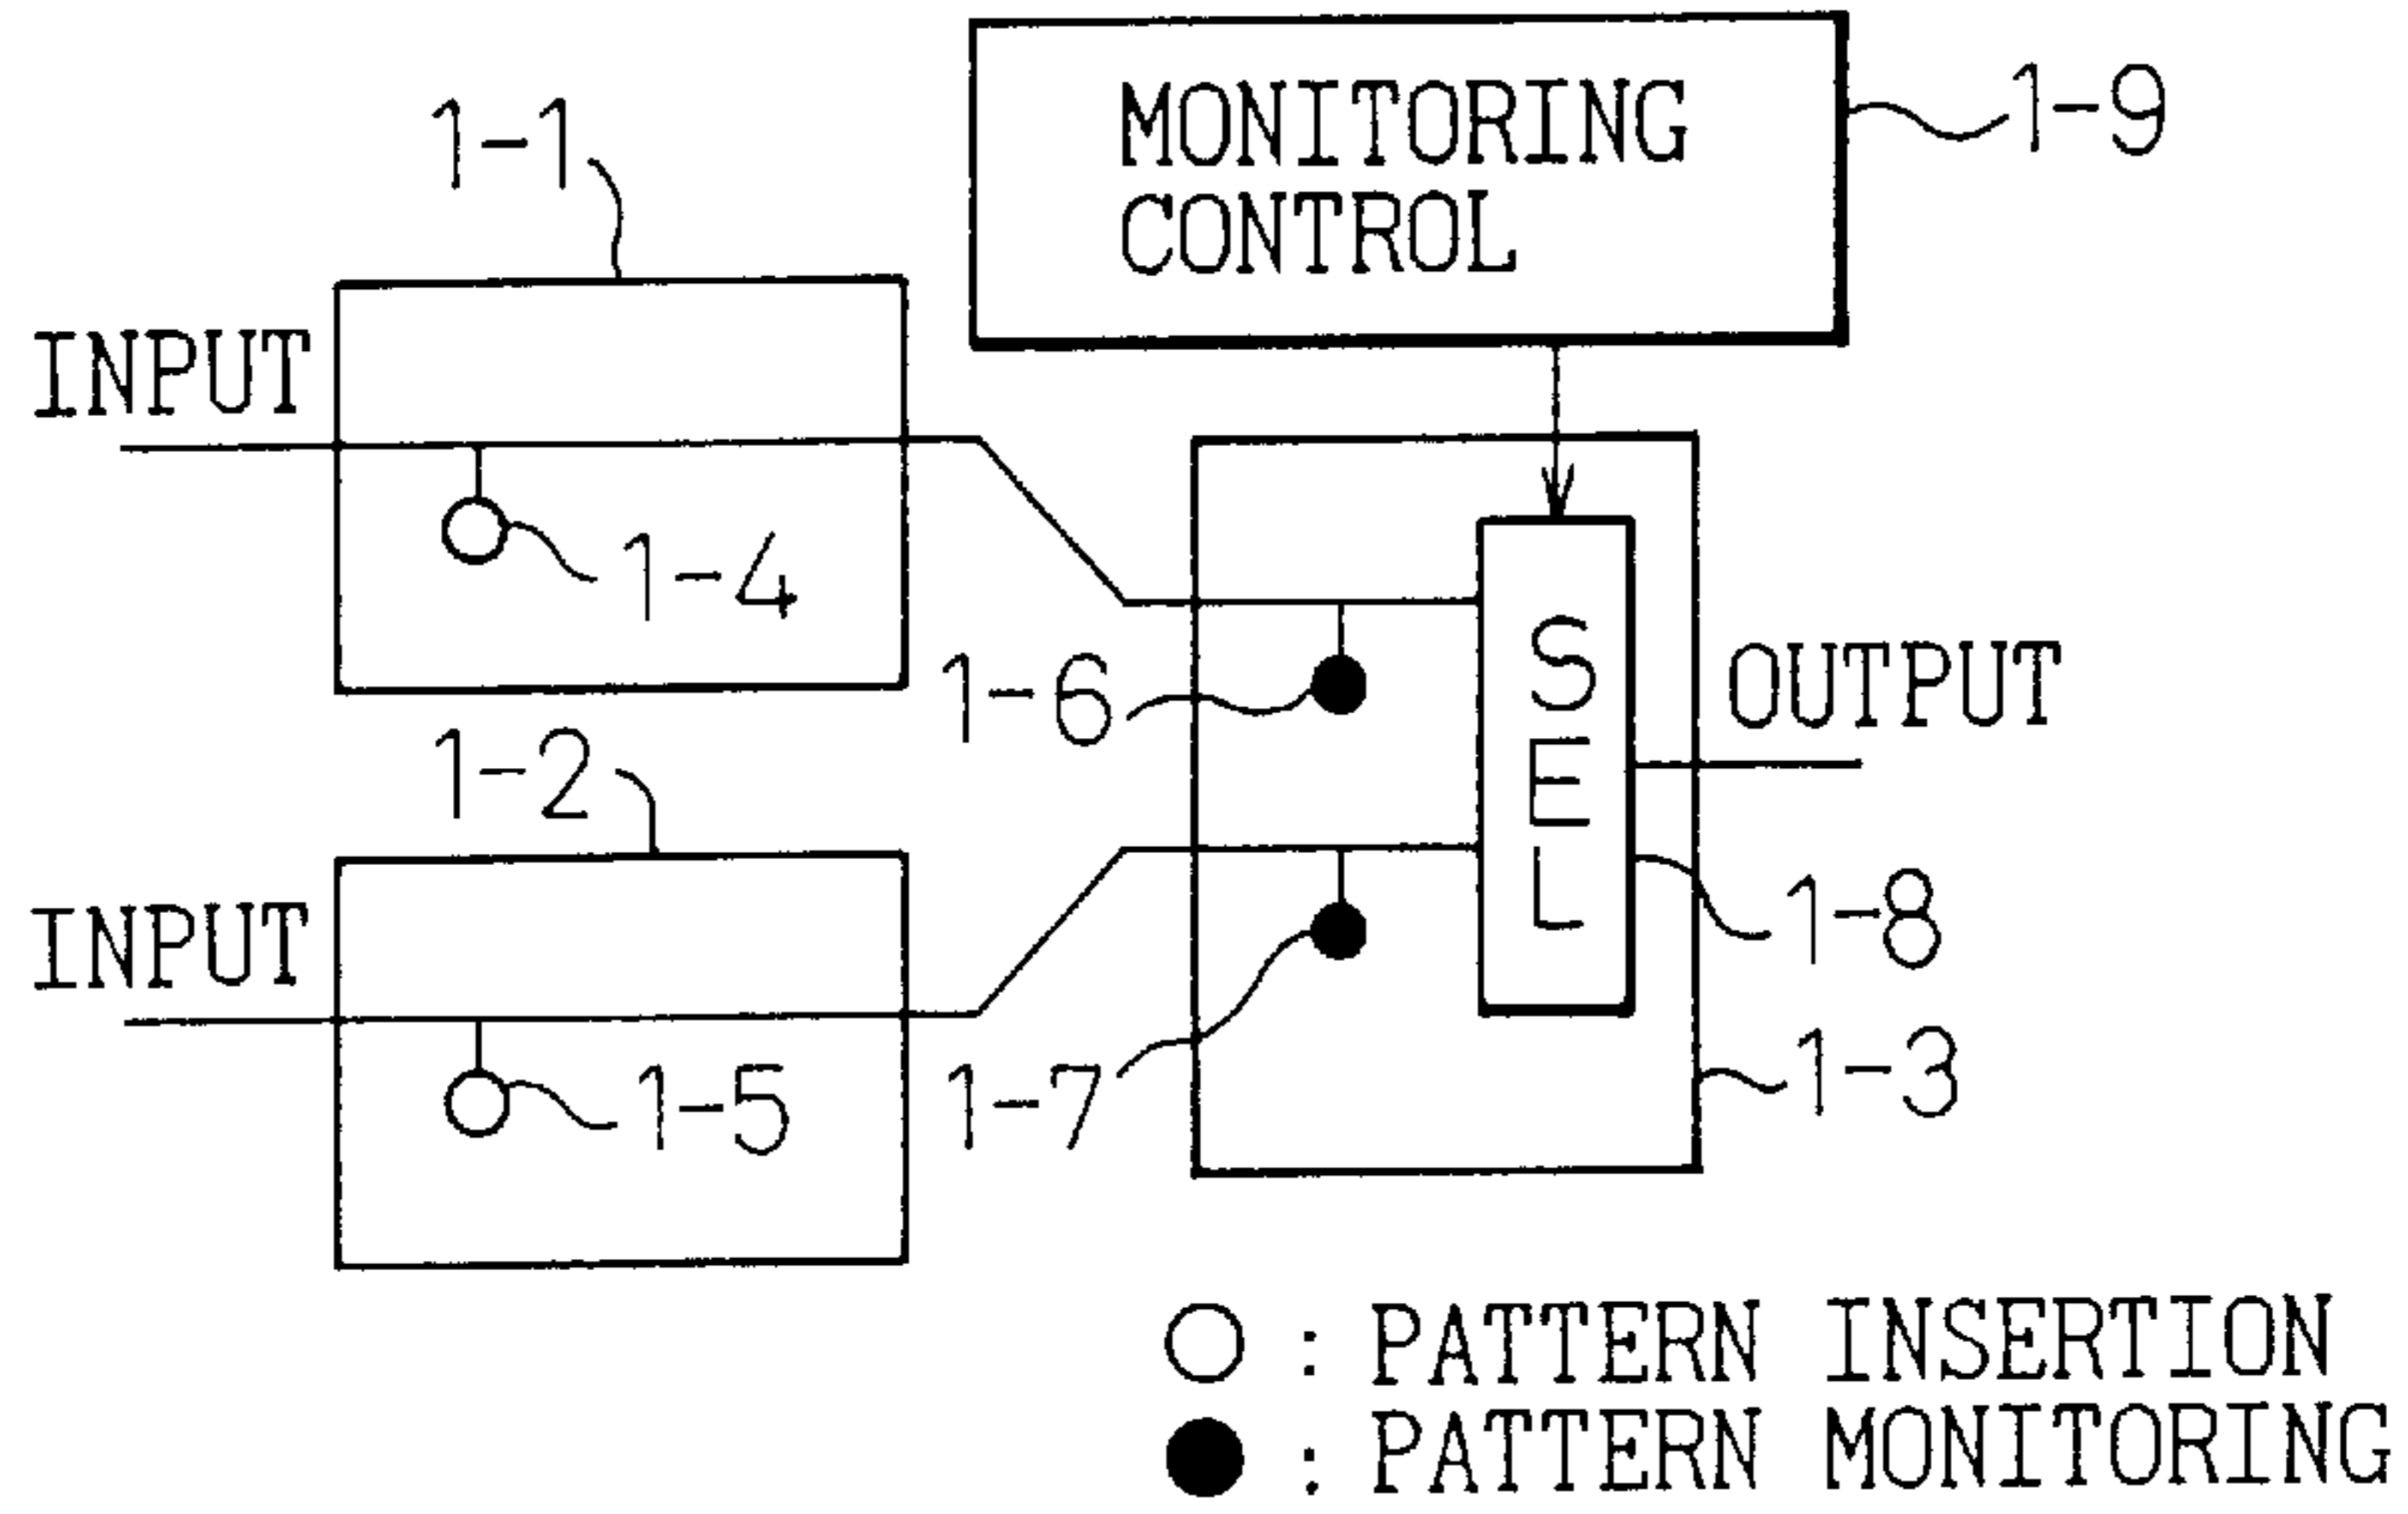 MONITORING
CONTROL
1-9
1-1
INPUT
1-4
1-6
SEL
OUTPUT
1-2
INPUT
1-8
1-5
1-7
1-3
○ : PATTERN INSERTION
● : PATTERN MONITORING